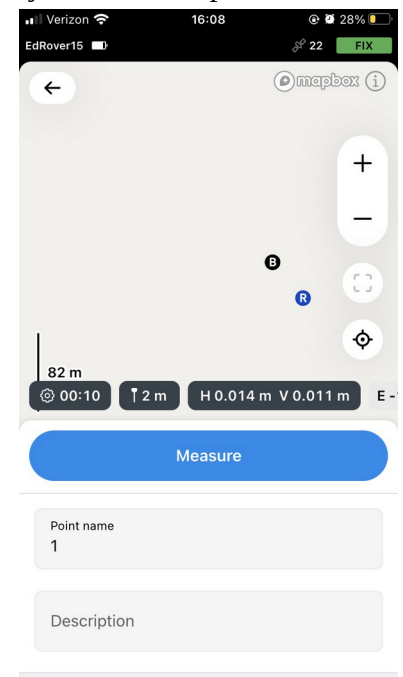 Verizon 16:08 28%
EdRover15 22 FIX
mapbox i
+
−
B
R
82 m
00:10 2 m H 0.014 m V 0.011 m E -
Measure
Point name
1
Description